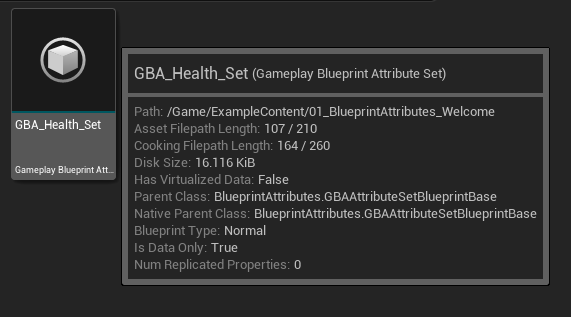 GBA_Health_Set
Gameplay Blueprint Att...
GBA_Health_Set (Gameplay Blueprint Attribute Set)
Path: /Game/ExampleContent/01_BlueprintAttributes_Welcome
Asset Filepath Length: 107 / 210
Cooking Filepath Length: 164 / 260
Disk Size: 16.116 KiB
Has Virtualized Data: False
Parent Class: BlueprintAttributes.GBAAttributeSetBlueprintBase
Native Parent Class: BlueprintAttributes.GBAAttributeSetBlueprintBase
Blueprint Type: Normal
Is Data Only: True
Num Replicated Properties: 0